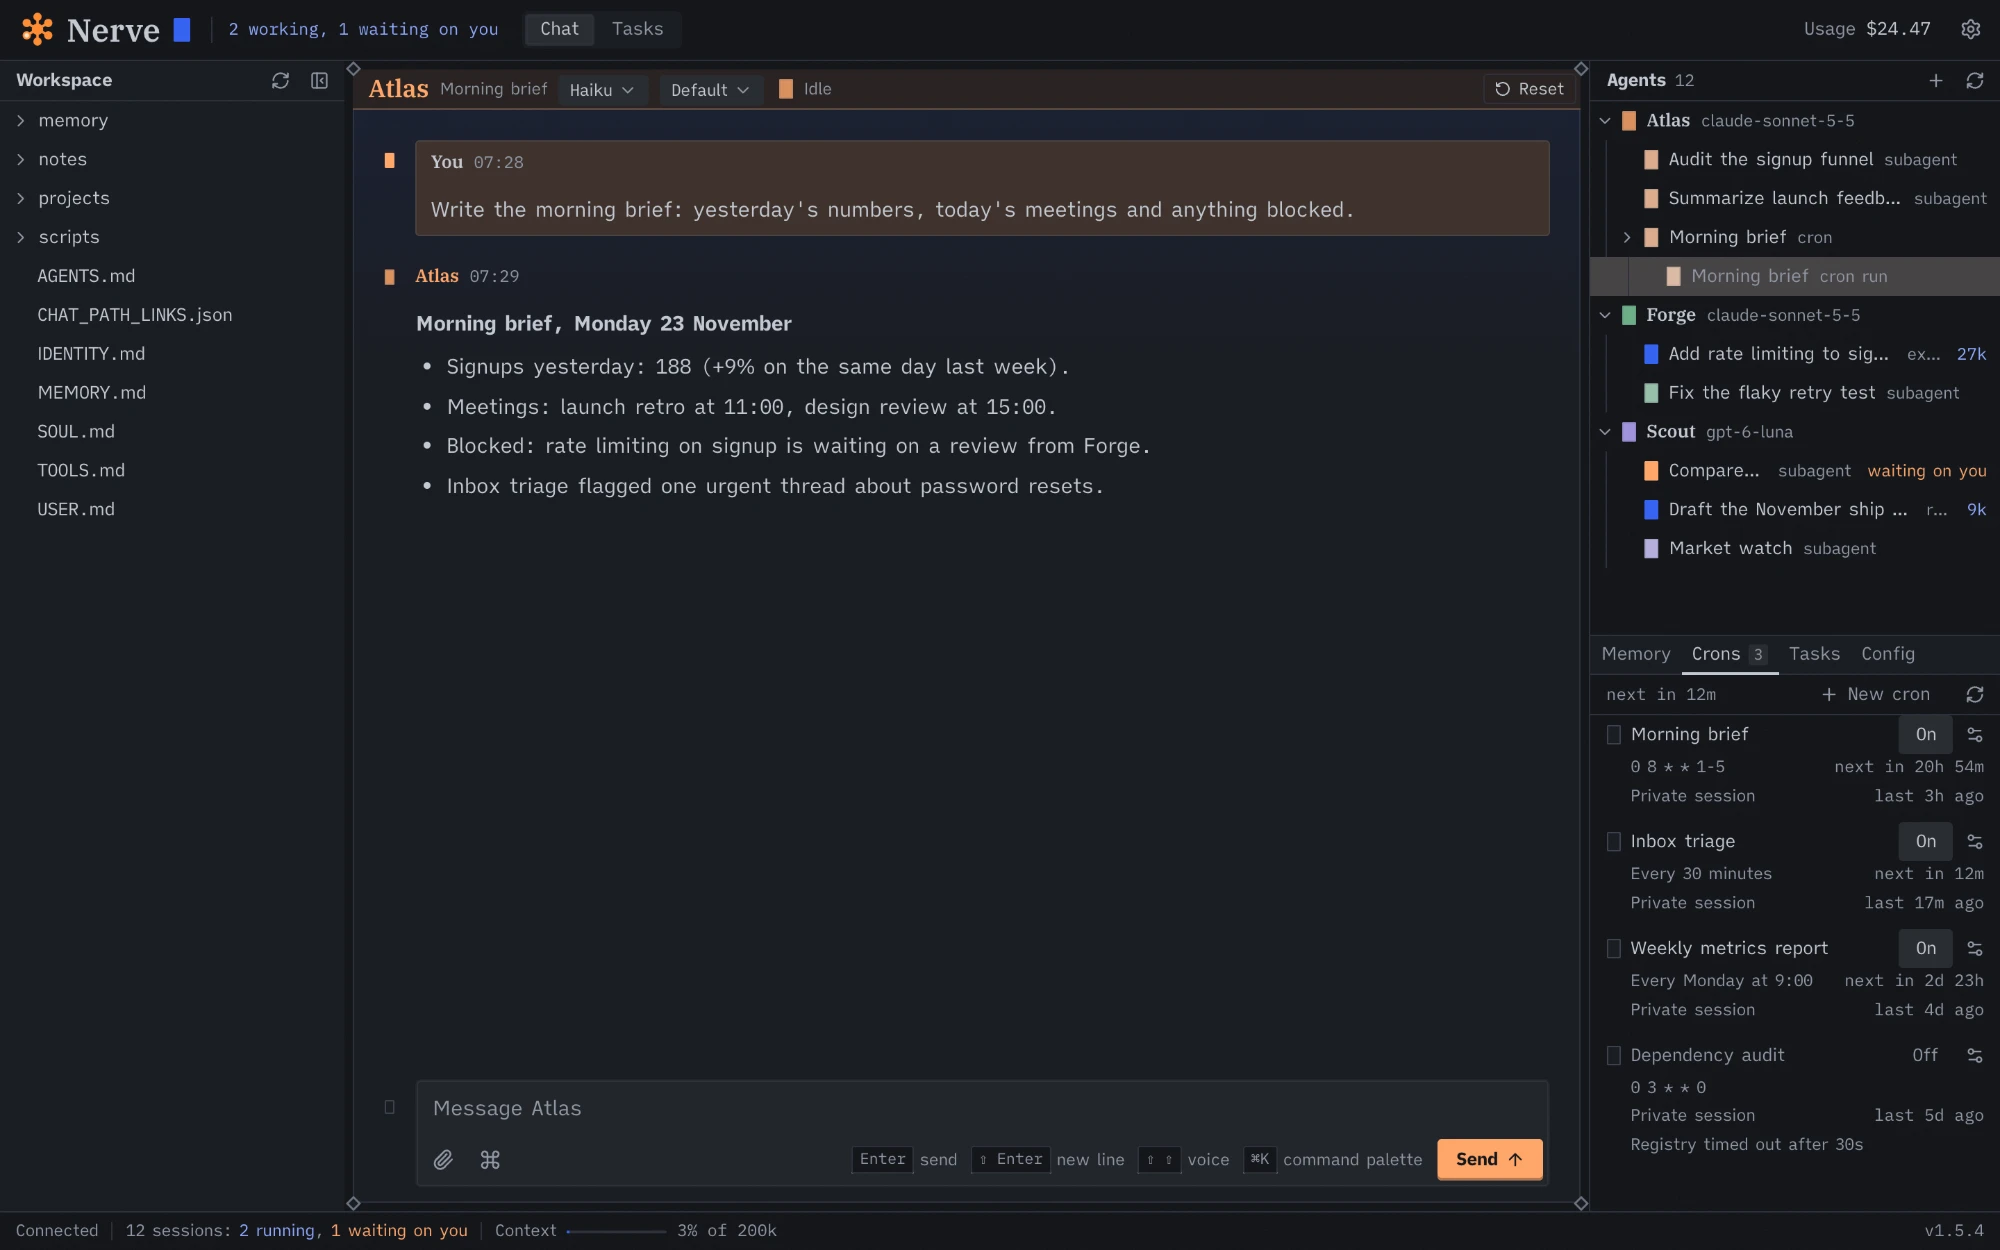 Nerve 2 working, 1 waiting on you Chat Tasks Usage $24.47
Workspace
memory
notes
projects
scripts
AGENTS.md
CHAT_PATH_LINKS.json
IDENTITY.md
MEMORY.md
SOUL.md
TOOLS.md
USER.md
Atlas Morning brief Haiku Default Idle Reset
You 07:28
Write the morning brief: yesterday's numbers, today's meetings and anything blocked.
Atlas 07:29
Morning brief, Monday 23 November
• Signups yesterday: 188 (+9% on the same day last week).
• Meetings: launch retro at 11:00, design review at 15:00.
• Blocked: rate limiting on signup is waiting on a review from Forge.
• Inbox triage flagged one urgent thread about password resets.
Message Atlas
Enter send ⇧ Enter new line ⇧ ⇧ voice ⌘K command palette Send ↑
Agents 12
Atlas claude-sonnet-5-5
Audit the signup funnel subagent
Summarize launch feedb... subagent
Morning brief cron
Morning brief cron run
Forge claude-sonnet-5-5
Add rate limiting to sig... ex... 27k
Fix the flaky retry test subagent
Scout gpt-6-luna
Compare... subagent waiting on you
Draft the November ship ... r... 9k
Market watch subagent
Memory Crons 3 Tasks Config
next in 12m + New cron
Morning brief On
0 8 * * 1-5 next in 20h 54m
Private session last 3h ago
Inbox triage On
Every 30 minutes next in 12m
Private session last 17m ago
Weekly metrics report On
Every Monday at 9:00 next in 2d 23h
Private session last 4d ago
Dependency audit Off
0 3 * * 0
Private session last 5d ago
Registry timed out after 30s
Connected 12 sessions: 2 running, 1 waiting on you Context 3% of 200k v1.5.4